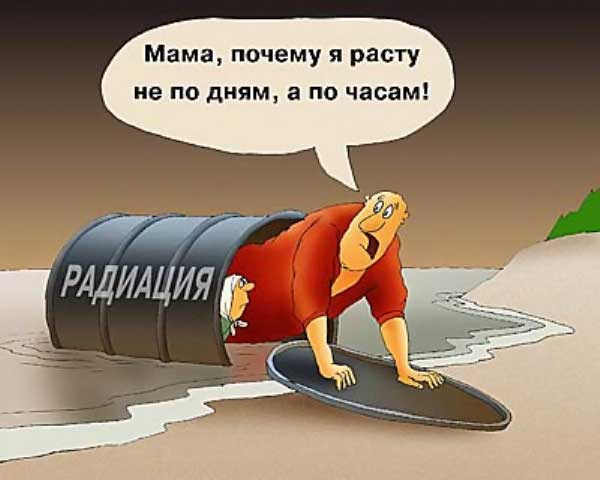 Мама, почему я расту
не по дням, а по часам!
РАДИАЦИЯ